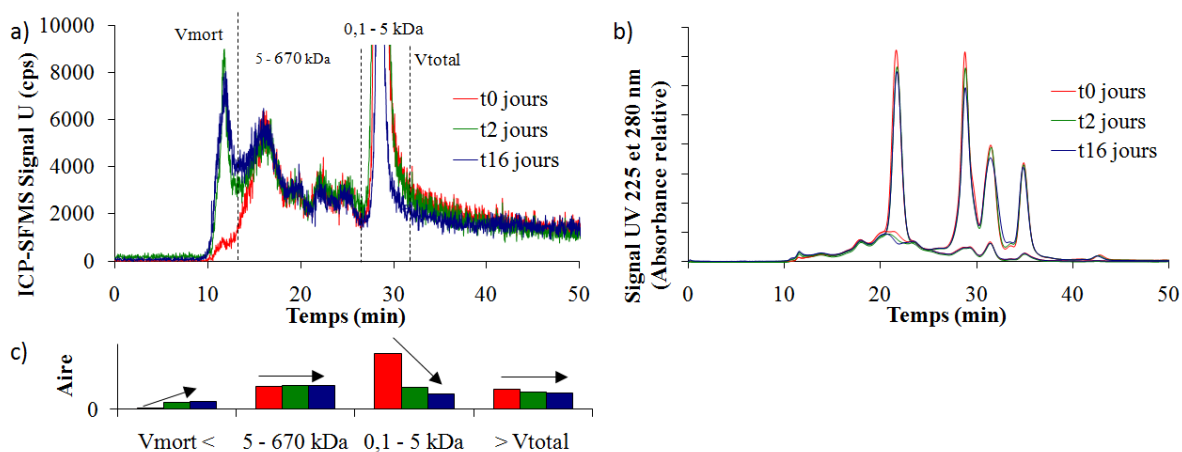 a)
ICP-SFMS Signal U (cps)
10000
8000
6000
4000
2000
0
Vmort
5 - 670 kDa
0,1 - 5 kDa
Vtotal
t0 jours
t2 jours
t16 jours
0 10 20 30 40 50
Temps (min)
b)
Signal UV 225 et 280 nm
(Absorbance relative)
t0 jours
t2 jours
t16 jours
0 10 20 30 40 50
Temps (min)
c)
Aire
0
Vmort < 5 - 670 kDa 0,1 - 5 kDa > Vtotal